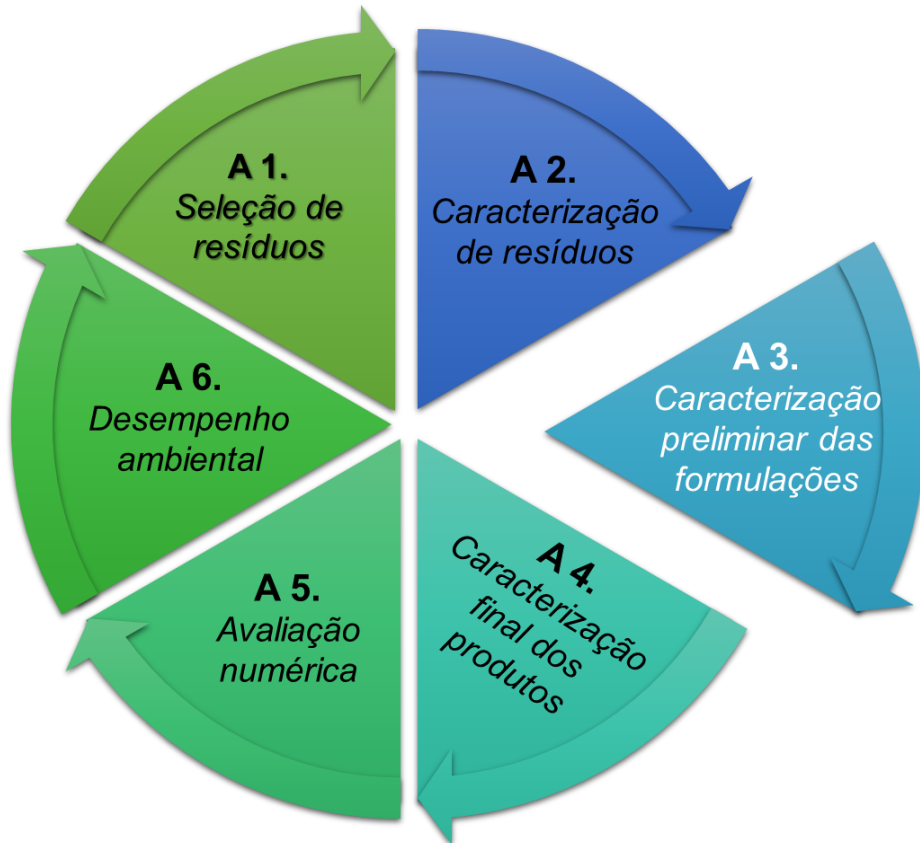 A 1.
Seleção de
resíduos
A 2.
Caracterização
de resíduos
A 3.
Caracterização
preliminar das
formulações
A 4.
Caracterização
final dos
produtos
A 5.
Avaliação
numérica
A 6.
Desempenho
ambiental